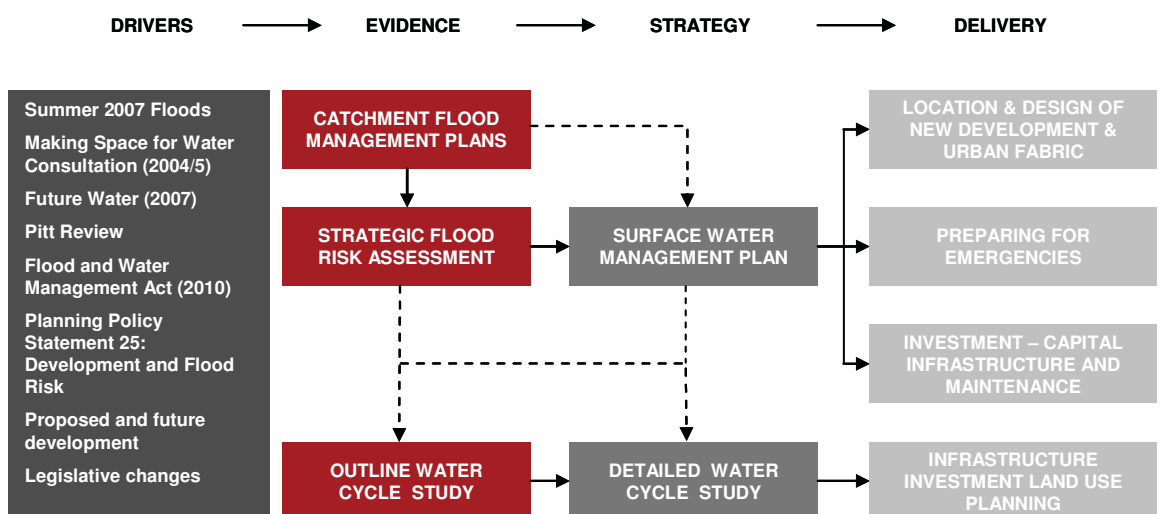 DRIVERS
EVIDENCE
STRATEGY
DELIVERY
Summer 2007 Floods
Making Space for Water
Consultation (2004/5)
Future Water (2007)
Pitt Review
Flood and Water
Management Act (2010)
Planning Policy
Statement 25:
Development and Flood
Risk
Proposed and future
development
Legislative changes
CATCHMENT FLOOD
MANAGEMENT PLANS
STRATEGIC FLOOD
RISK ASSESSMENT
OUTLINE WATER
CYCLE STUDY
SURFACE WATER
MANAGEMENT PLAN
DETAILED WATER
CYCLE STUDY
LOCATION & DESIGN OF
NEW DEVELOPMENT &
URBAN FABRIC
PREPARING FOR
EMERGENCIES
INVESTMENT – CAPITAL
INFRASTRUCTURE AND
MAINTENANCE
INFRASTRUCTURE
INVESTMENT LAND USE
PLANNING